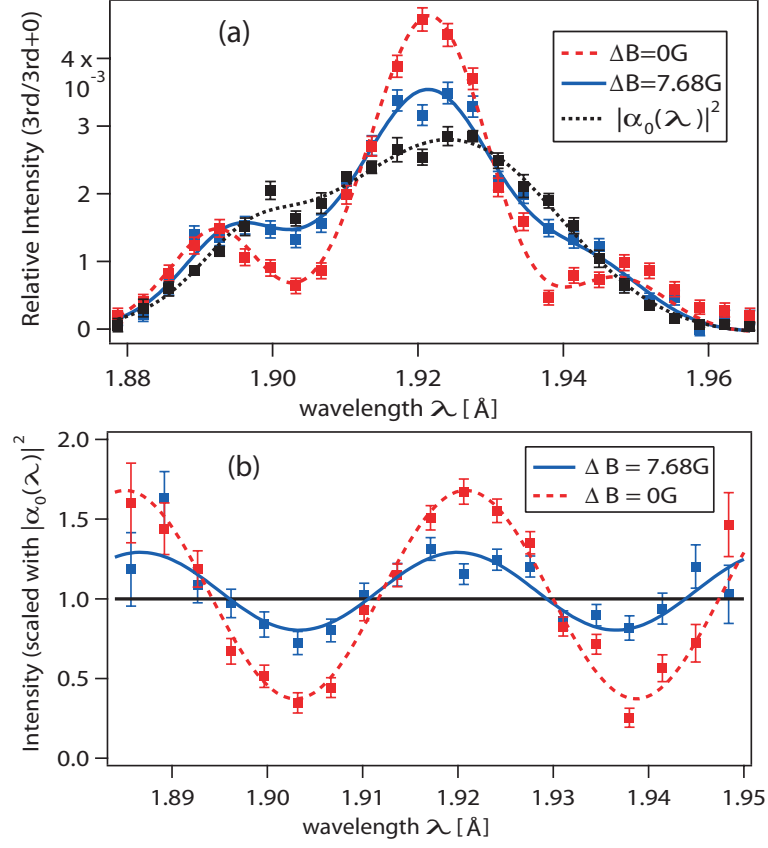 (a)
Relative Intensity (3rd/3rd+0)
4 x
10⁻³
3
2
1
0
ΔB=0G
ΔB=7.68G
|α₀(λ)|²
1.88 1.90 1.92 1.94 1.96
wavelength λ [Å]
(b)
Intensity (scaled with |α₀(λ)|²
2.0
1.5
1.0
0.5
0.0
Δ B = 7.68G
Δ B = 0G
1.89 1.90 1.91 1.92 1.93 1.94 1.95
wavelength λ [Å]